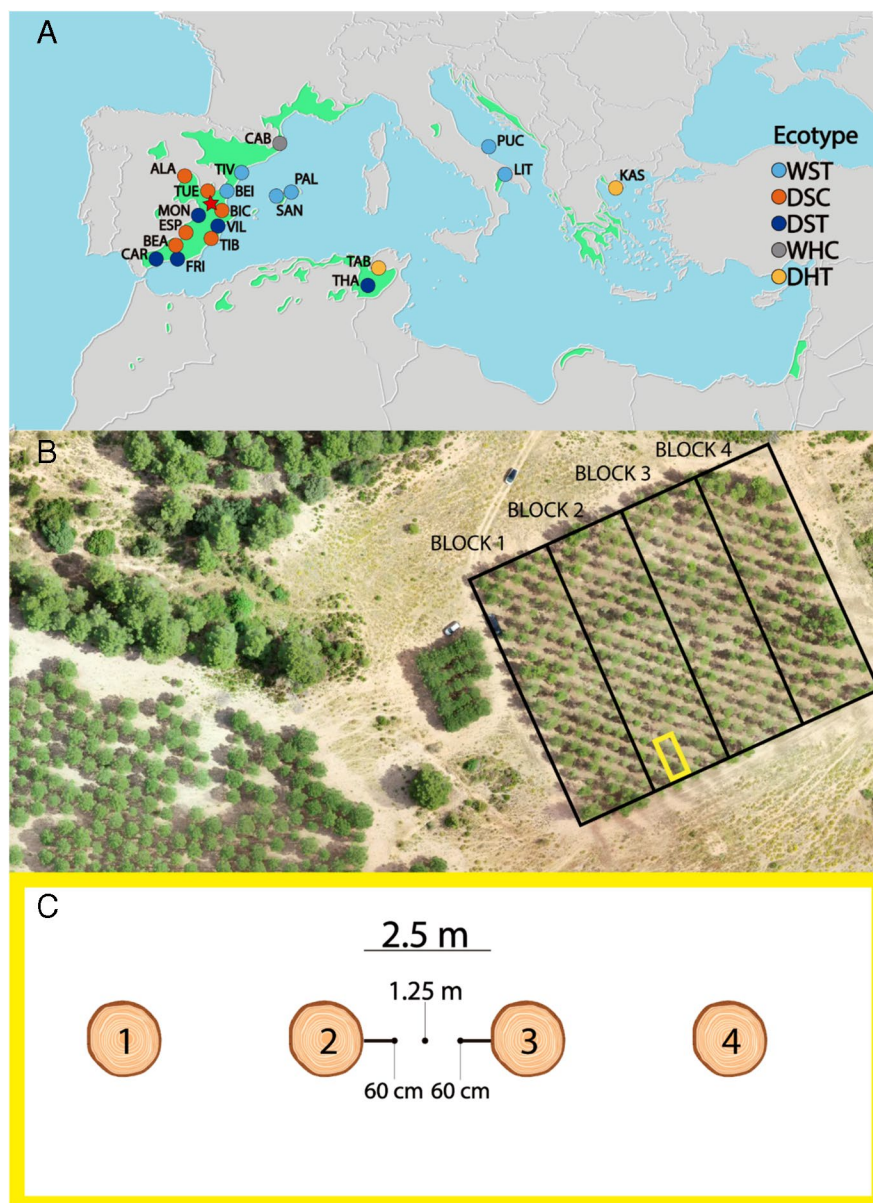 A
CAB
PUC
Ecotype
ALA
TIV
PAL
LIT
KAS
WST
TUE
BEI
SAN
DSC
MON
BIC
DST
ESP
VIL
WHC
BEA
TIB
TAB
DHT
CAR
FRI
THA
B
BLOCK 4
BLOCK 3
BLOCK 2
BLOCK 1
C
2.5 m
1.25 m
1
2
3
4
60 cm
60 cm